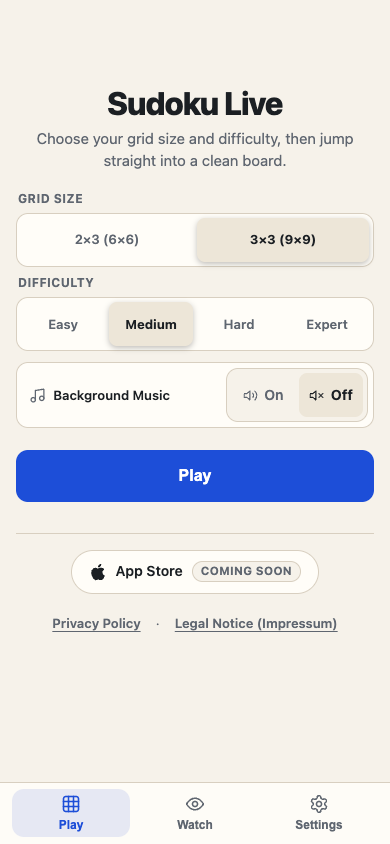 Sudoku Live
Choose your grid size and difficulty, then jump
straight into a clean board.
GRID SIZE
2×3 (6×6) 3×3 (9×9)
DIFFICULTY
Easy Medium Hard Expert
Background Music On Off
Play
App Store COMING SOON
Privacy Policy · Legal Notice (Impressum)
Play Watch Settings